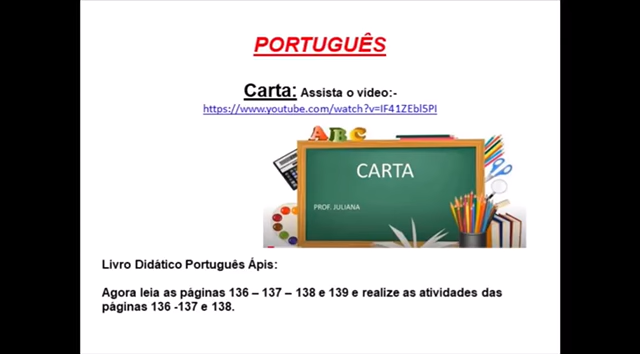 PORTUGUÊS
Carta: Assista o vídeo:-
https://www.youtube.com/watch?v=IF41ZEbl5PI
ABC
CARTA
PROF. JULIANA
Livro Didático Português Ápis:
Agora leia as páginas 136 – 137 – 138 e 139 e realize as atividades das
páginas 136 -137 e 138.